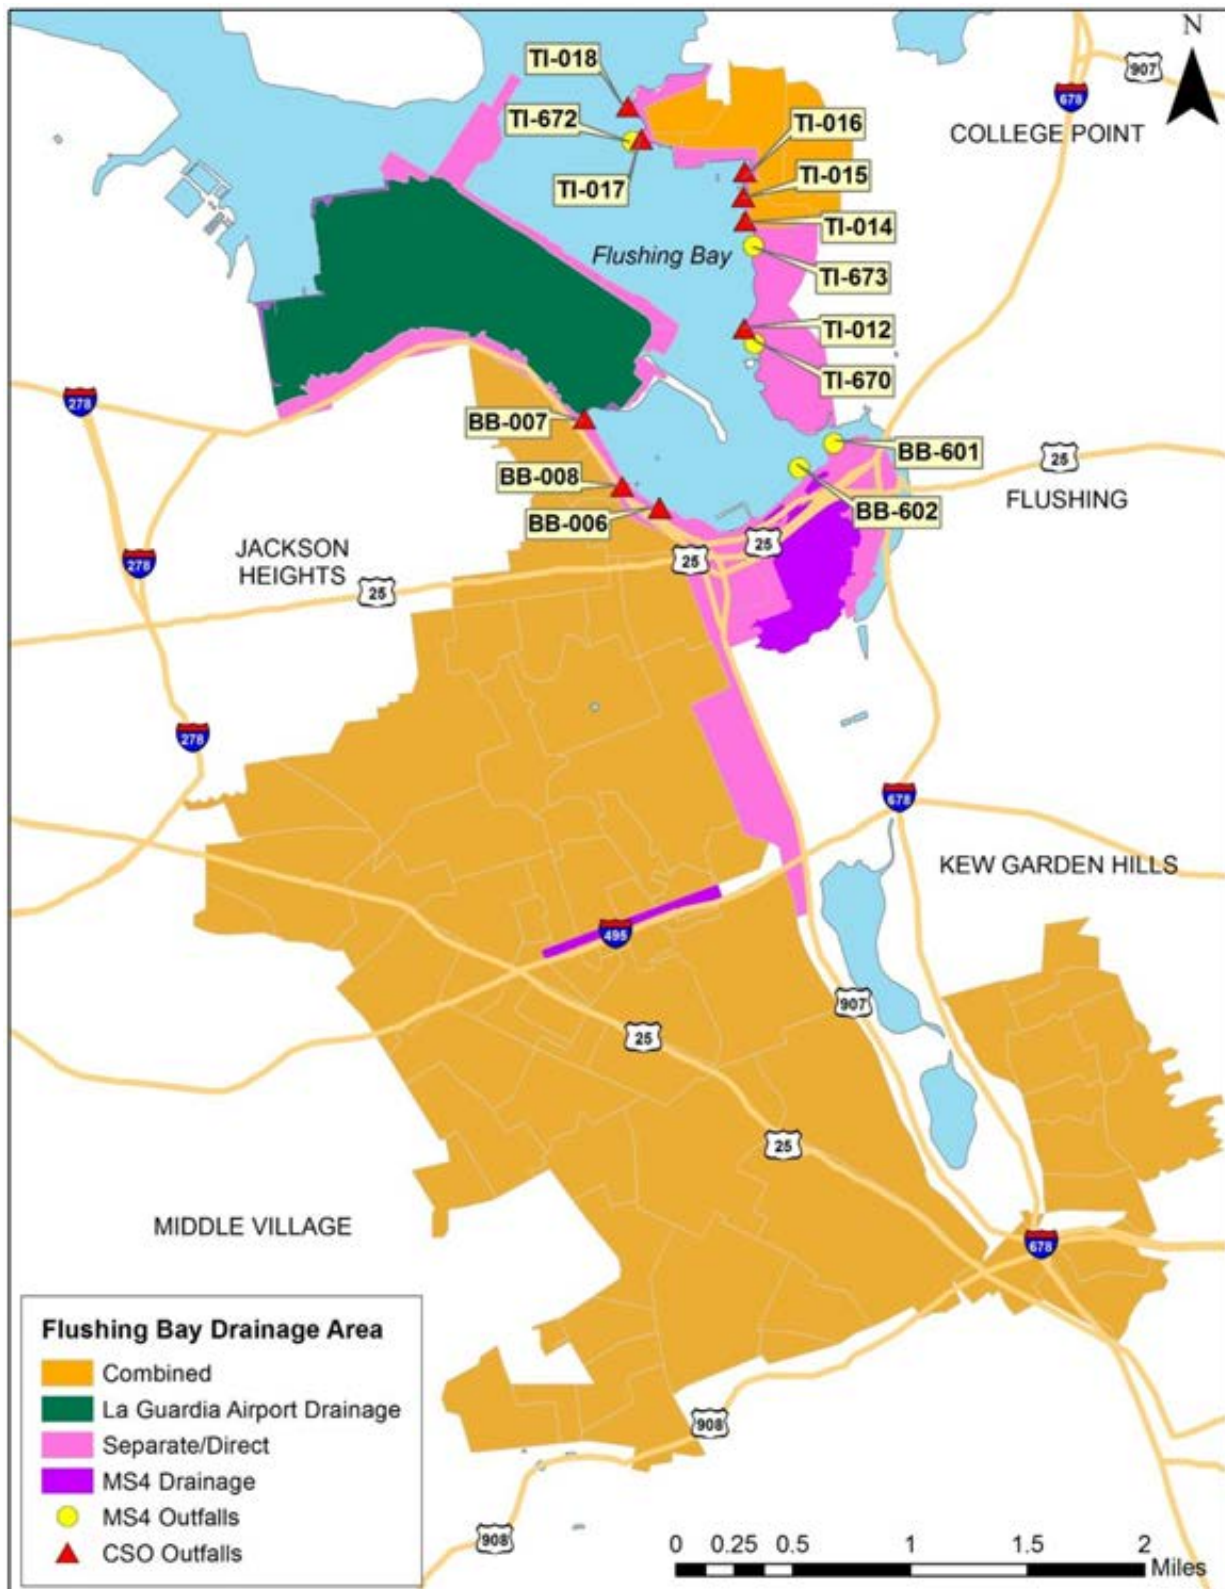 N
907
678
COLLEGE POINT
TI-018
TI-672
TI-017
TI-016
TI-015
TI-014
Flushing Bay
TI-673
TI-012
TI-670
278
BB-007
BB-601
25
BB-008
FLUSHING
BB-602
BB-006
25
25
JACKSON
HEIGHTS
278
25
278
678
KEW GARDEN HILLS
495
907
25
25
MIDDLE VILLAGE
678
908
908
Flushing Bay Drainage Area
Combined
La Guardia Airport Drainage
Separate/Direct
MS4 Drainage
MS4 Outfalls
CSO Outfalls
0 0.25 0.5 1 1.5 2
Miles